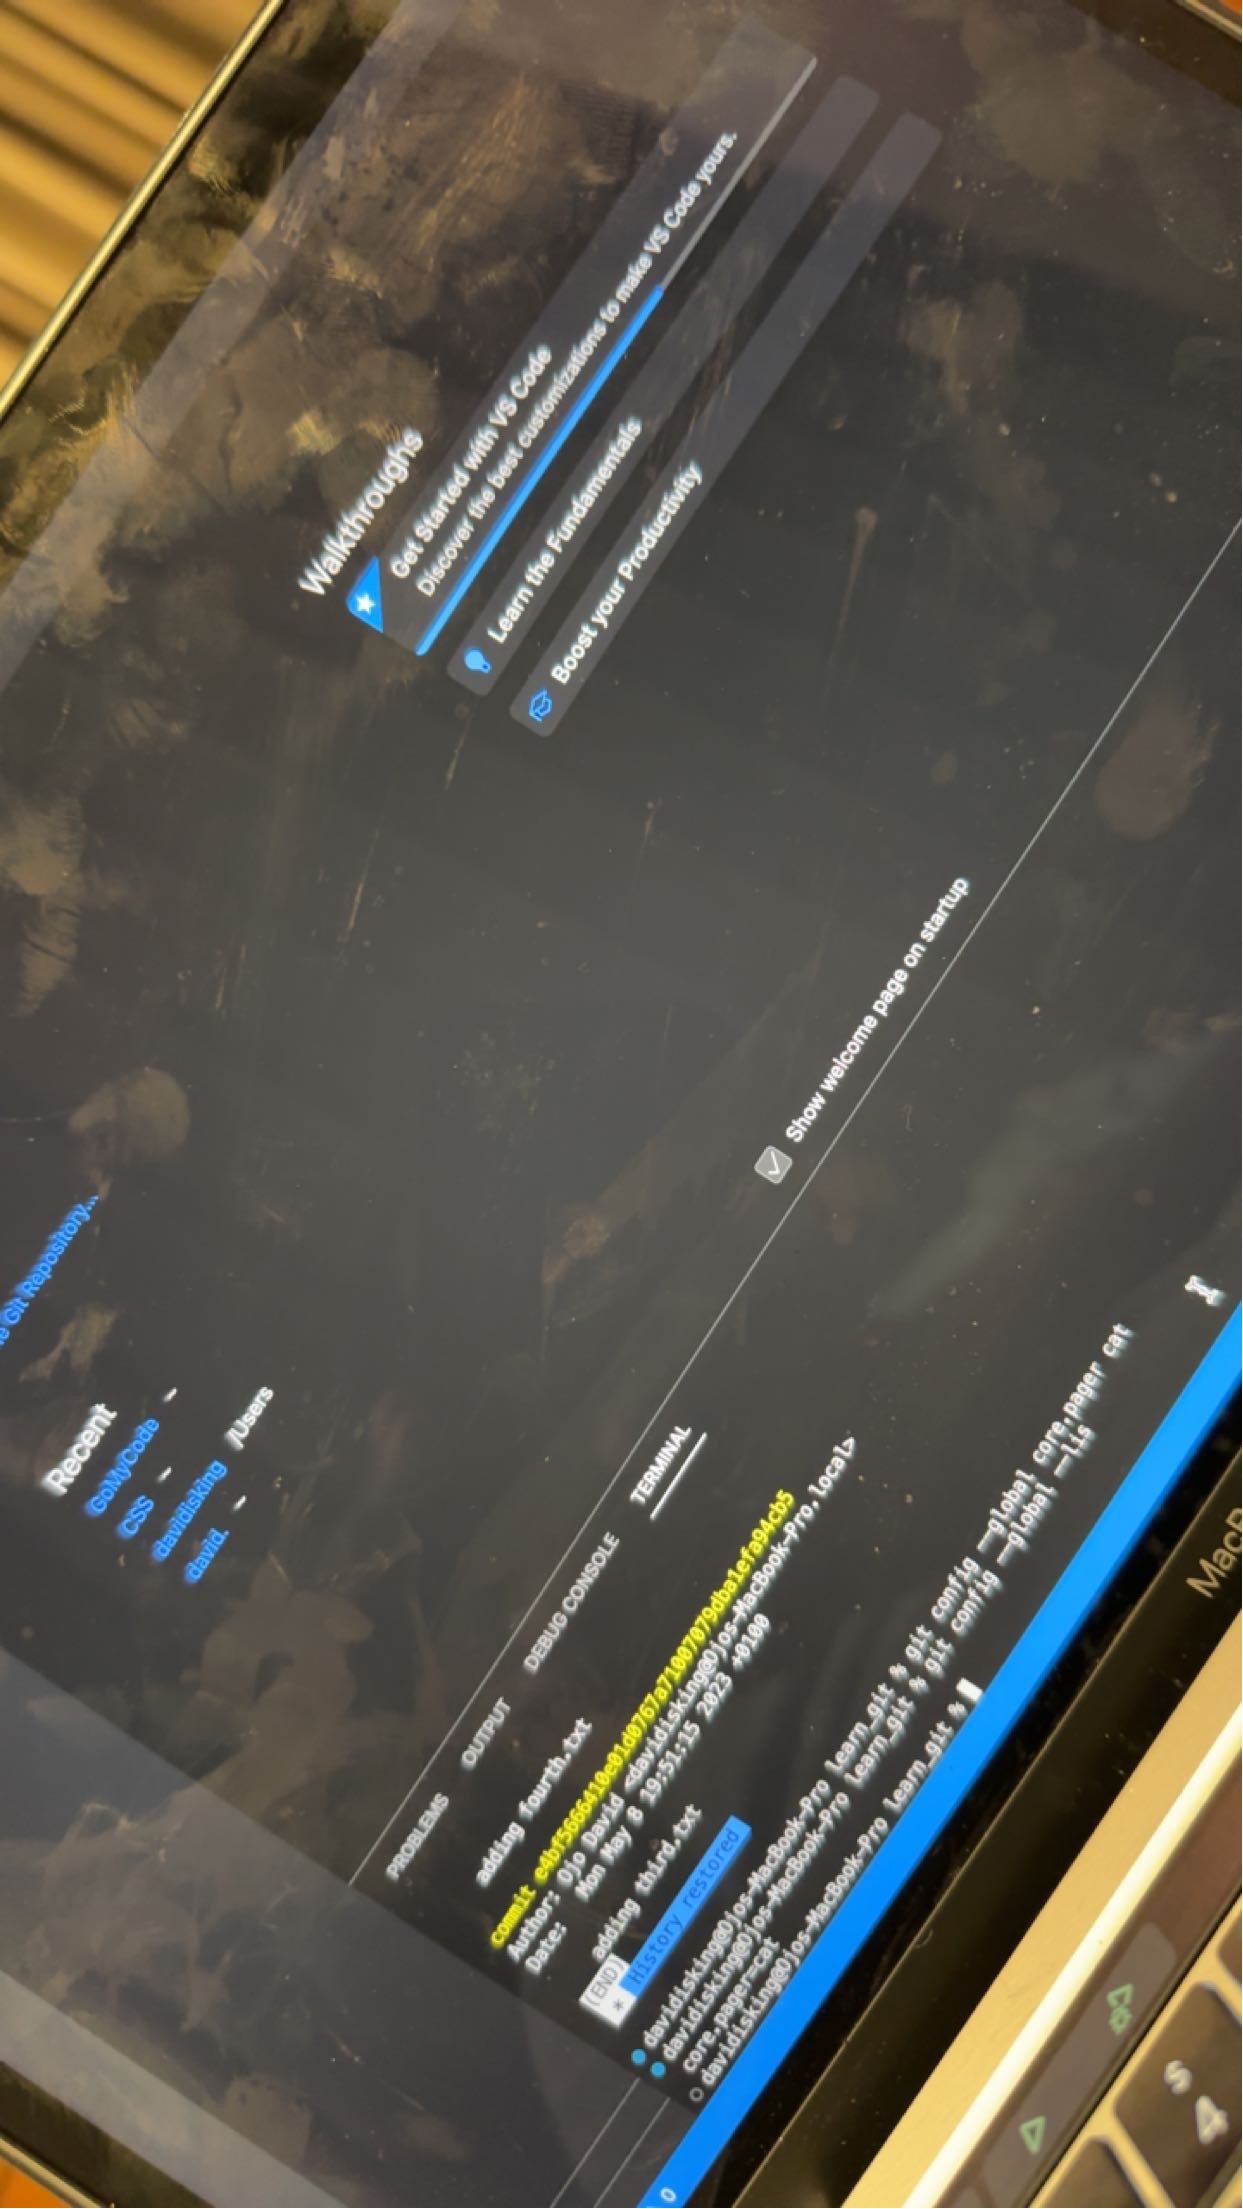 Git Repository...
Recent
GoMyCode ~
CSS ~
davidisking /Users
david. ~
Walkthroughs
Get Started with VS Code
Discover the best customizations to make VS Code yours.
Learn the Fundamentals
Boost your Productivity
Show welcome page on startup
PROBLEMS OUTPUT DEBUG CONSOLE TERMINAL
adding fourth.txt
commit e4bf5666410e01d0767a71007079dba1efa94cb5
Author: Ojo David <davidisking@Ojos-MacBook-Pro.local>
Date: Mon May 8 19:51:15 2023 +0100
adding third.txt
(END)
* History restored
davidisking@Ojos-MacBook-Pro learn_git % git config --global core.pager cat
davidisking@Ojos-MacBook-Pro learn_git % git config --global --lis
core.pager=cat
davidisking@Ojos-MacBook-Pro learn_git %
0
MacB
$
4